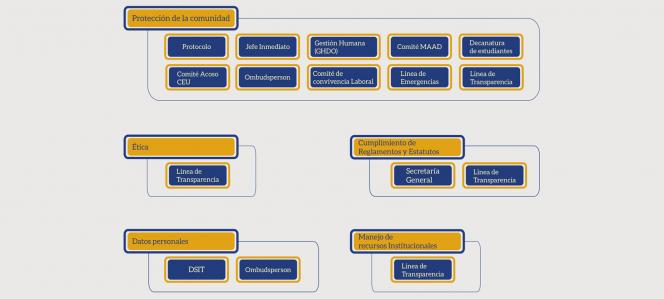 Protección de la comunidad
Protocolo
Jefe Inmediato
Gestión Humana
(GHDO)
Comité MAAD
Decanatura
de estudiantes
Comité Acoso
CEU
Ombudsperson
Comité de
convivencia Laboral
Línea de
Emergencias
Línea de
Transparencia
Ética
Línea de
Transparencia
Cumplimiento de
Reglamentos y Estatutos
Secretaría
General
Línea de
Transparencia
Datos personales
DSIT
Ombudsperson
Manejo de
recursos Institucionales
Línea de
Transparencia